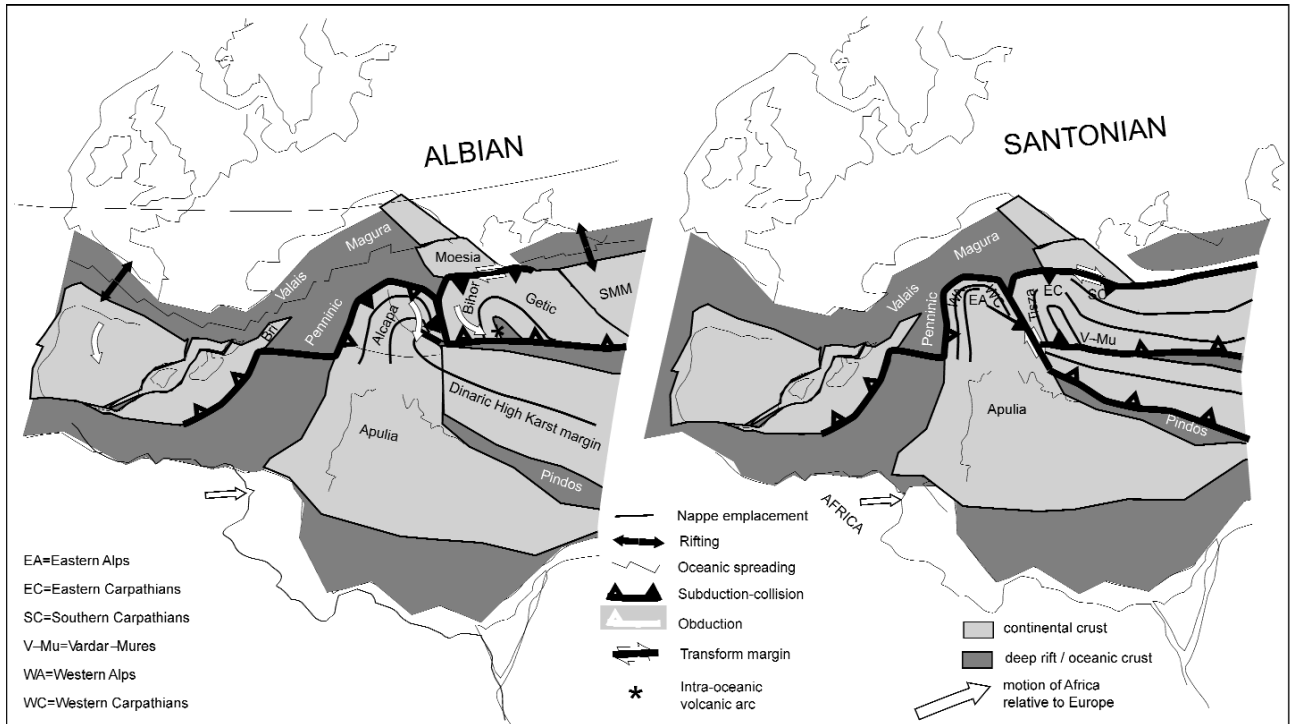 ALBIAN
Magura
Valais
Penninic
Bri
Moesia
Bihor
Getic
SMM
Alcapa
*
Dinaric High Karst margin
Apulia
Pindos
EA=Eastern Alps
EC=Eastern Carpathians
SC=Southern Carpathians
V–Mu=Vardar–Mures
WA=Western Alps
WC=Western Carpathians
SANTONIAN
Magura
Valais
Penninic
WA
EA
WC
Tisza
EC
SC
V–Mu
Apulia
Pindos
AFRICA
Nappe emplacement
Rifting
Oceanic spreading
Subduction-collision
Obduction
Transform margin
* Intra-oceanic
volcanic arc
continental crust
deep rift / oceanic crust
motion of Africa
relative to Europe